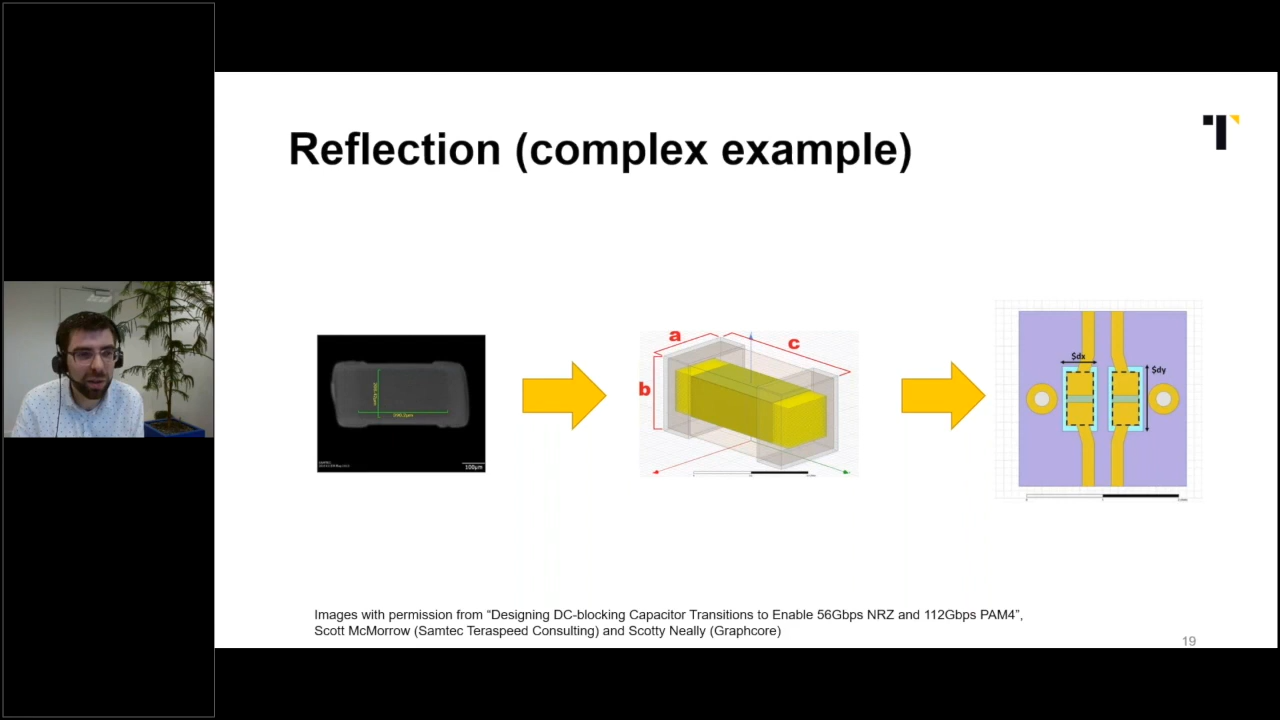 Reflection (complex example)
100µm
a
b
c
$dx
$dy
Images with permission from “Designing DC-blocking Capacitor Transitions to Enable 56Gbps NRZ and 112Gbps PAM4”,
Scott McMorrow (Samtec Teraspeed Consulting) and Scotty Neally (Graphcore)
19